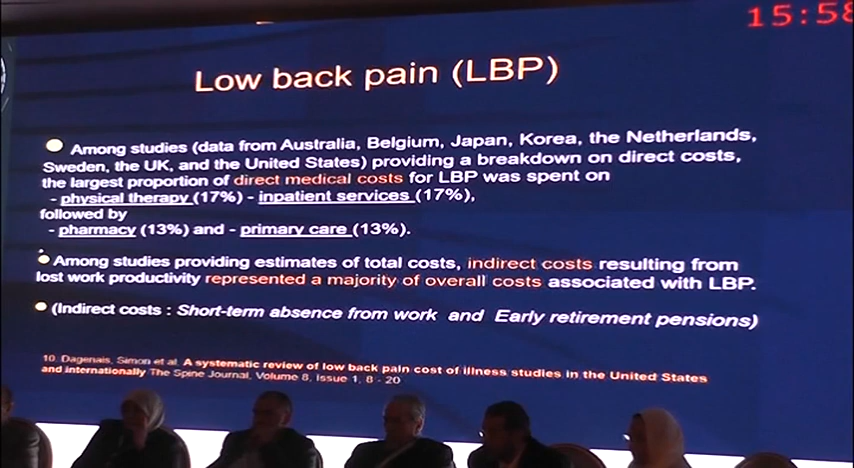 15:58
Low back pain (LBP)
Among studies (data from Australia, Belgium, Japan, Korea, the Netherlands,
Sweden, the UK, and the United States) providing a breakdown on direct costs,
the largest proportion of direct medical costs for LBP was spent on
- physical therapy (17%) - inpatient services (17%),
followed by
- pharmacy (13%) and - primary care (13%).
Among studies providing estimates of total costs, indirect costs resulting from
lost work productivity represented a majority of overall costs associated with LBP.
(Indirect costs : Short-term absence from work and Early retirement pensions)
10. Dagenais, Simon et al. A systematic review of low back pain cost of illness studies in the United States
and internationally The Spine Journal, Volume 8, Issue 1, 8 - 20